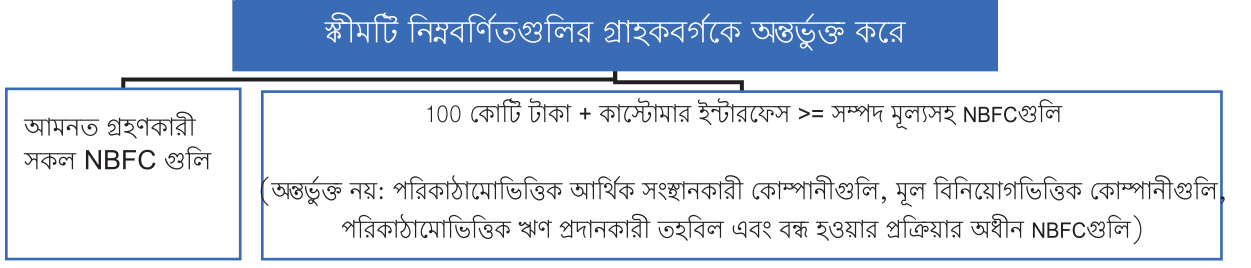 স্কীমটি নিম্নবর্ণিতগুলির গ্রাহকবর্গকে অন্তর্ভুক্ত করে
আমনত গ্রহণকারী
সকল NBFC গুলি
100 কোটি টাকা + কাস্টোমার ইন্টারফেস >= সম্পদ মূল্যসহ NBFCগুলি
(অন্তর্ভুক্ত নয়: পরিকাঠামোভিত্তিক আর্থিক সংস্থানকারী কোম্পানীগুলি, মূল বিনিয়োগভিত্তিক কোম্পানীগুলি,
পরিকাঠামোভিত্তিক ঋণ প্রদানকারী তহবিল এবং বন্ধ হওয়ার প্রক্রিয়ার অধীন NBFCগুলি)